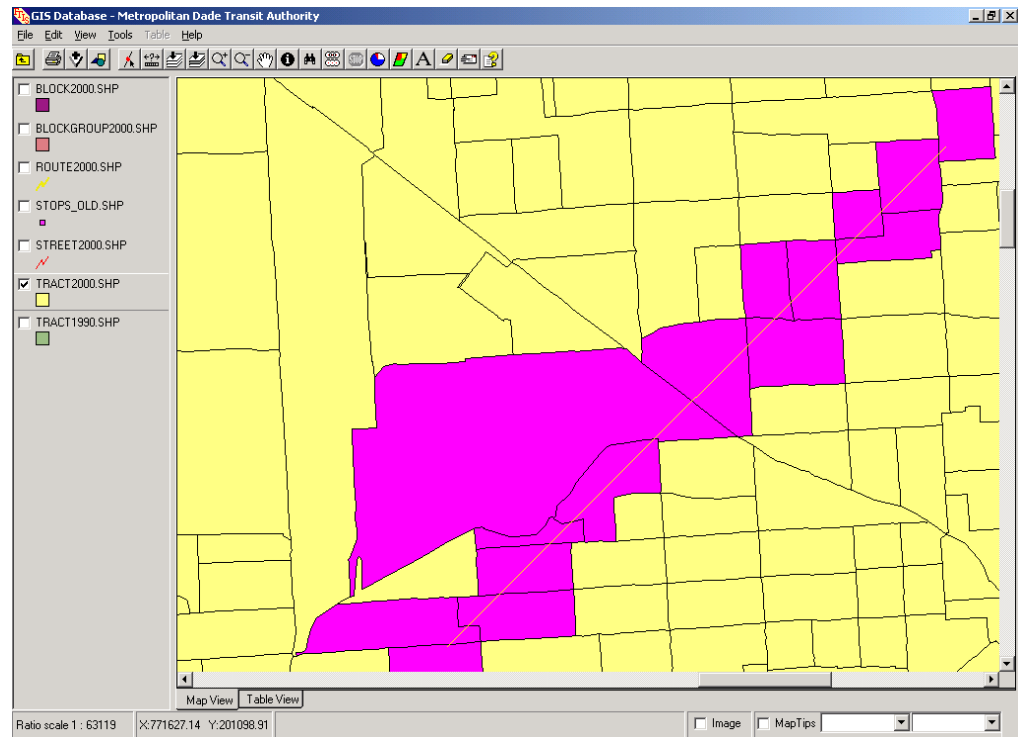 GIS Database - Metropolitan Dade Transit Authority
File Edit View Tools Table Help
BLOCK2000.SHP
BLOCKGROUP2000.SHP
ROUTE2000.SHP
STOPS_OLD.SHP
STREET2000.SHP
TRACT2000.SHP
TRACT1990.SHP
Map View Table View
Ratio scale 1 : 63119 X:771627.14 Y:201098.91 Image MapTips